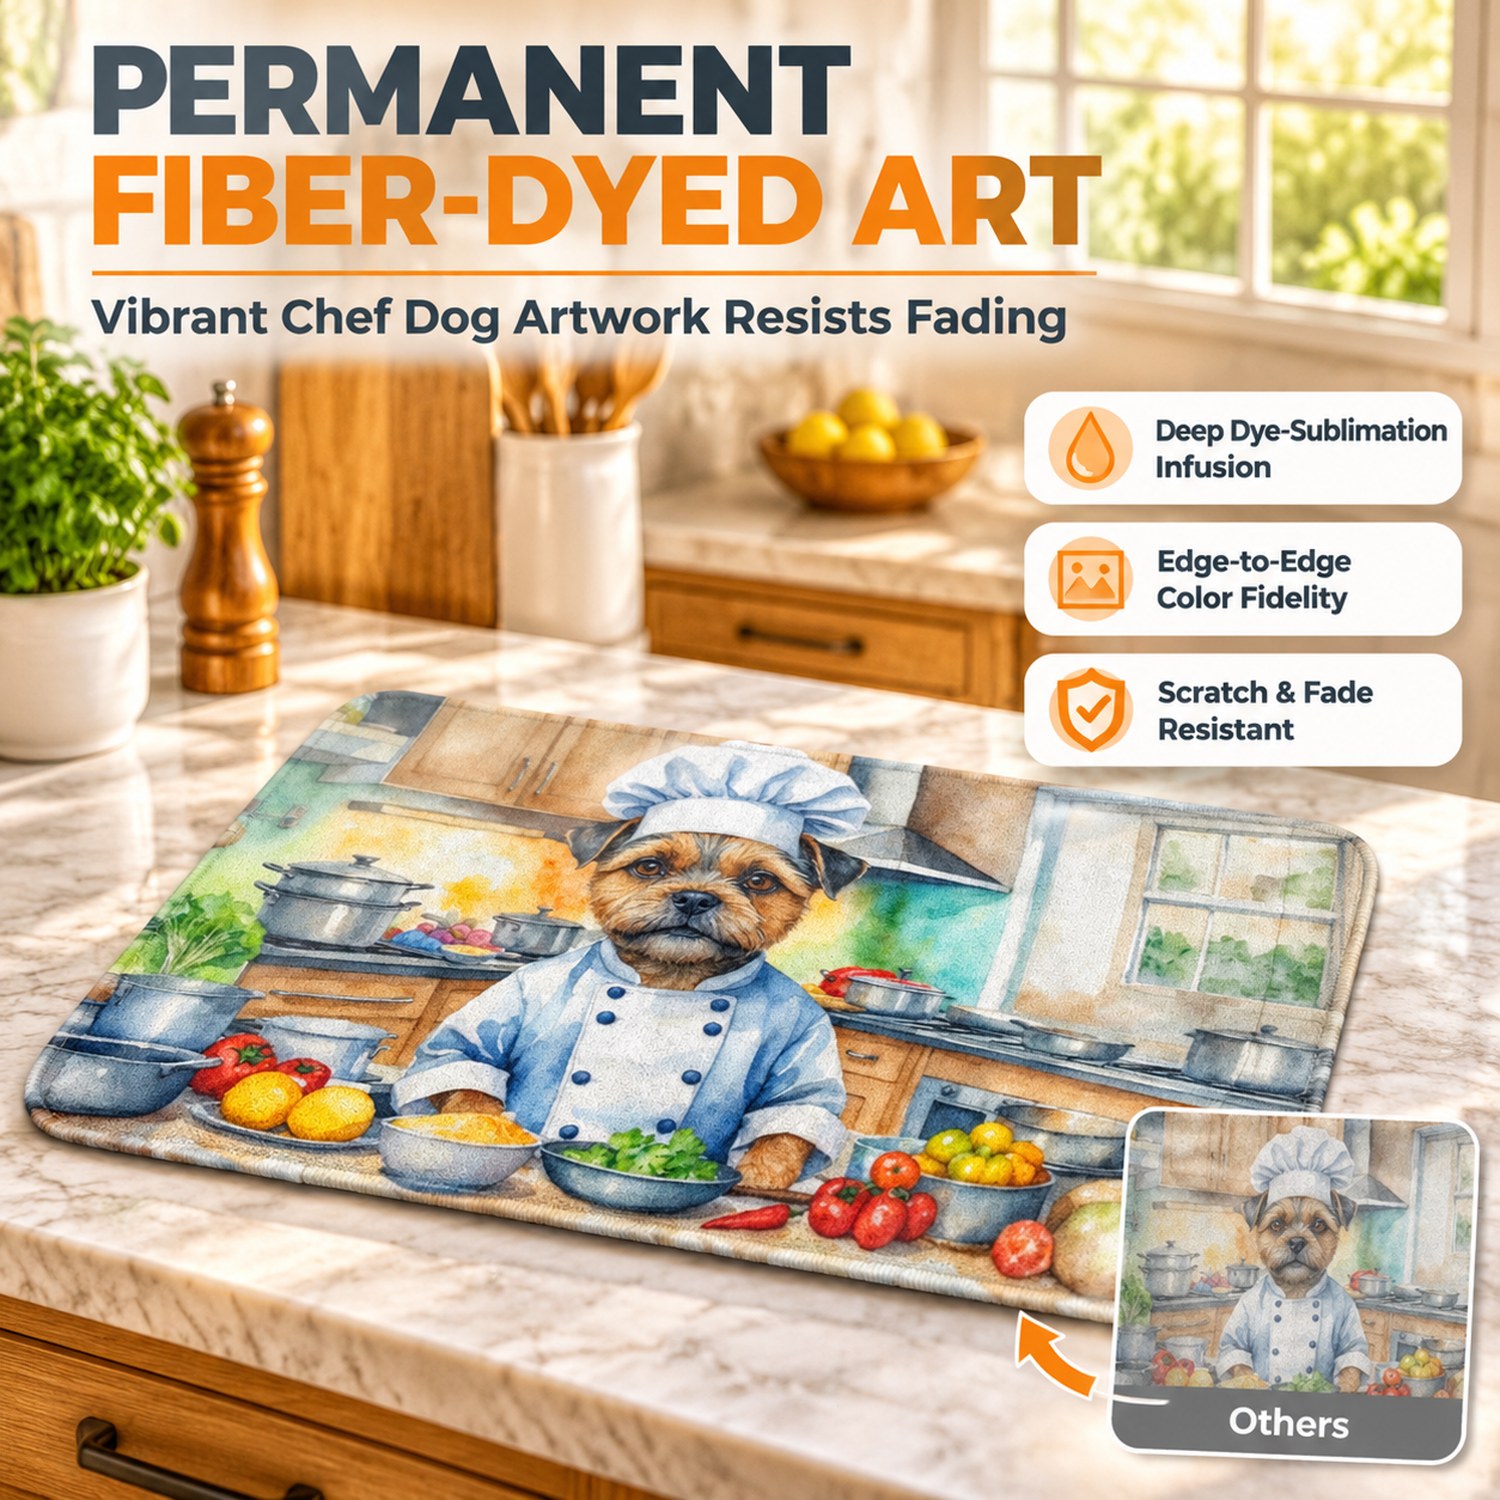 PERMANENT
FIBER-DYED ART
Vibrant Chef Dog Artwork Resists Fading
Deep Dye-Sublimation
Infusion
Edge-to-Edge
Color Fidelity
Scratch & Fade
Resistant
Others